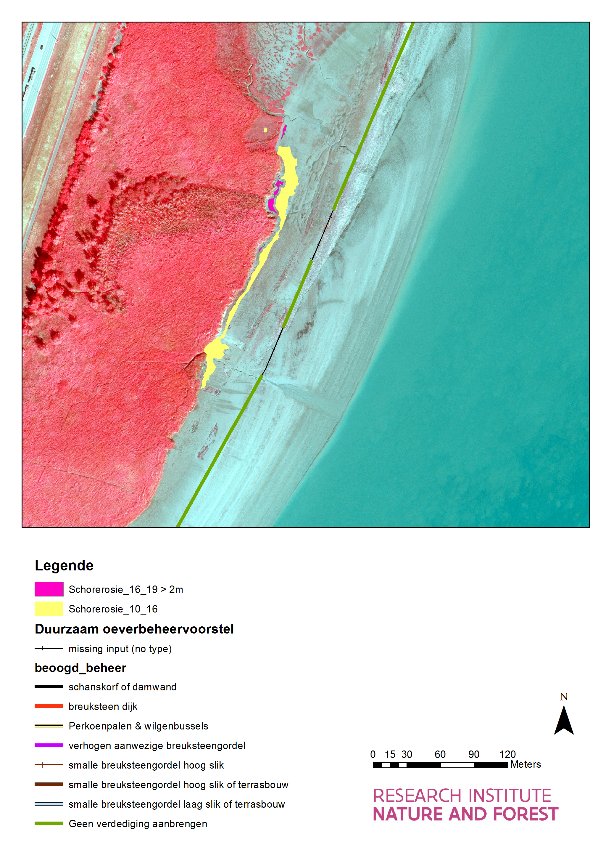 Legende
Schorerosie_16_19 > 2m
Schorerosie_10_16
Duurzaam oeverbeheervoorstel
missing input (no type)
beoogd_beheer
schanskorf of damwand
breuksteen dijk
Perkoenpalen & wilgenbussels
verhogen aanwezige breuksteengordel
smalle breuksteengordel hoog slik
smalle breuksteengordel hoog slik of terrasbouw
smalle breuksteengordel laag slik of terrasbouw
Geen verdediging aanbrengen
N
0 15 30 60 90 120
Meters
RESEARCH INSTITUTE
NATURE AND FOREST